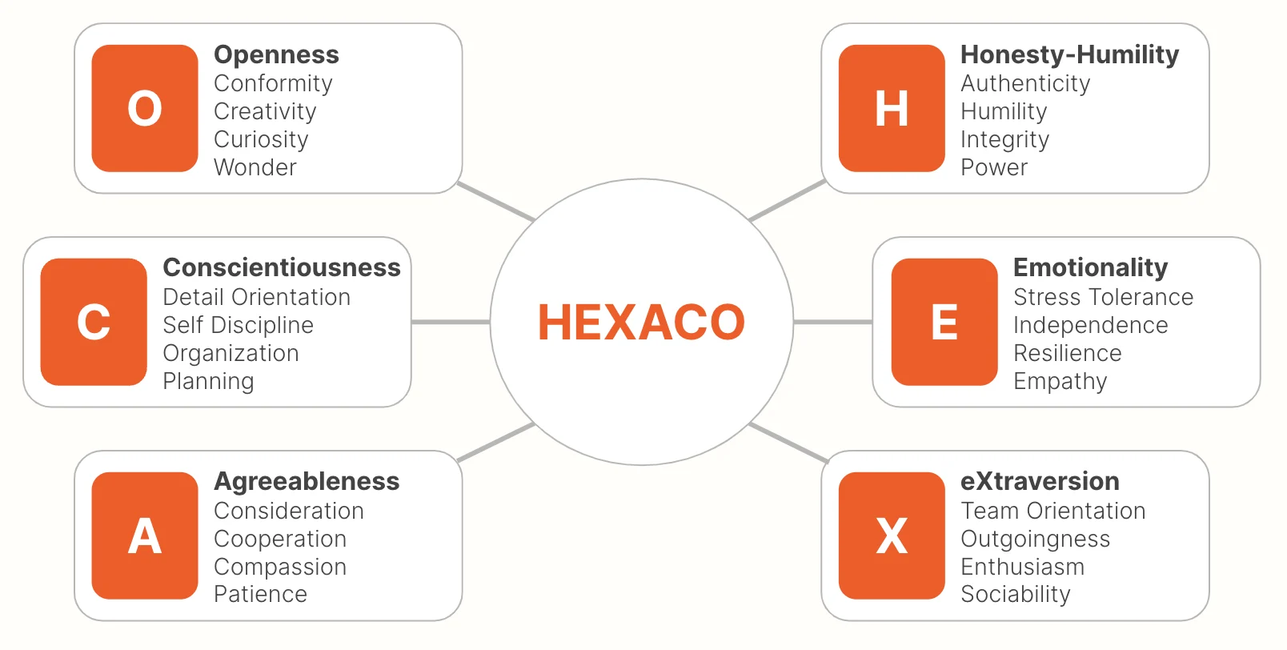 O
Openness
Conformity
Creativity
Curiosity
Wonder
H
Honesty-Humility
Authenticity
Humility
Integrity
Power
C
Conscientiousness
Detail Orientation
Self Discipline
Organization
Planning
HEXACO
E
Emotionality
Stress Tolerance
Independence
Resilience
Empathy
A
Agreeableness
Consideration
Cooperation
Compassion
Patience
X
eXtraversion
Team Orientation
Outgoingness
Enthusiasm
Sociability